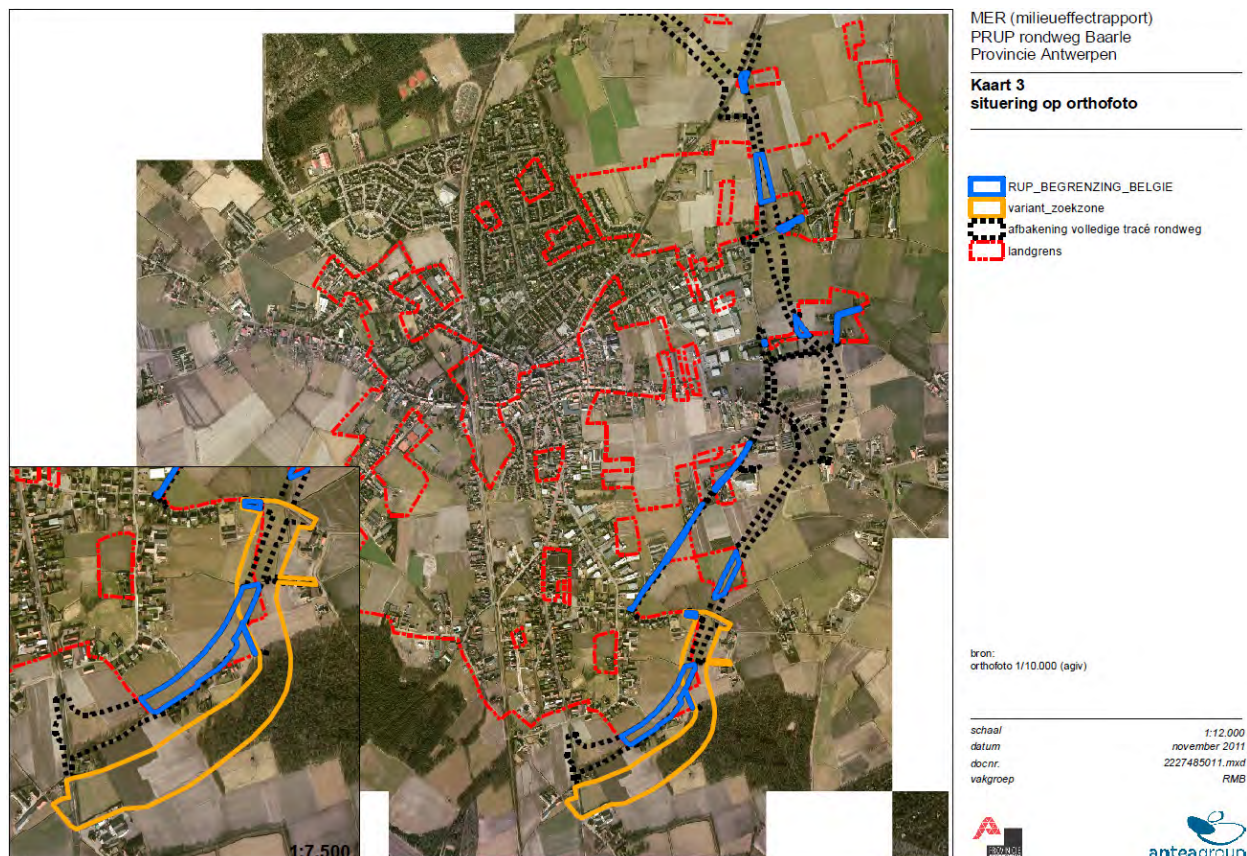 MER (milieueffectrapport)
PRUP rondweg Baarle
Provincie Antwerpen
Kaart 3
situering op orthofoto
RUP_BEGRENZING_BELGIE
variant_zoekzone
afbakening volledige tracé rondweg
landgrens
bron:
orthofoto 1/10.000 (agiv)
schaal 1:12.000
datum november 2011
docnr. 2227485011.mxd
vakgroep RMB
1:7.500
PROVINCIE
anteagroup